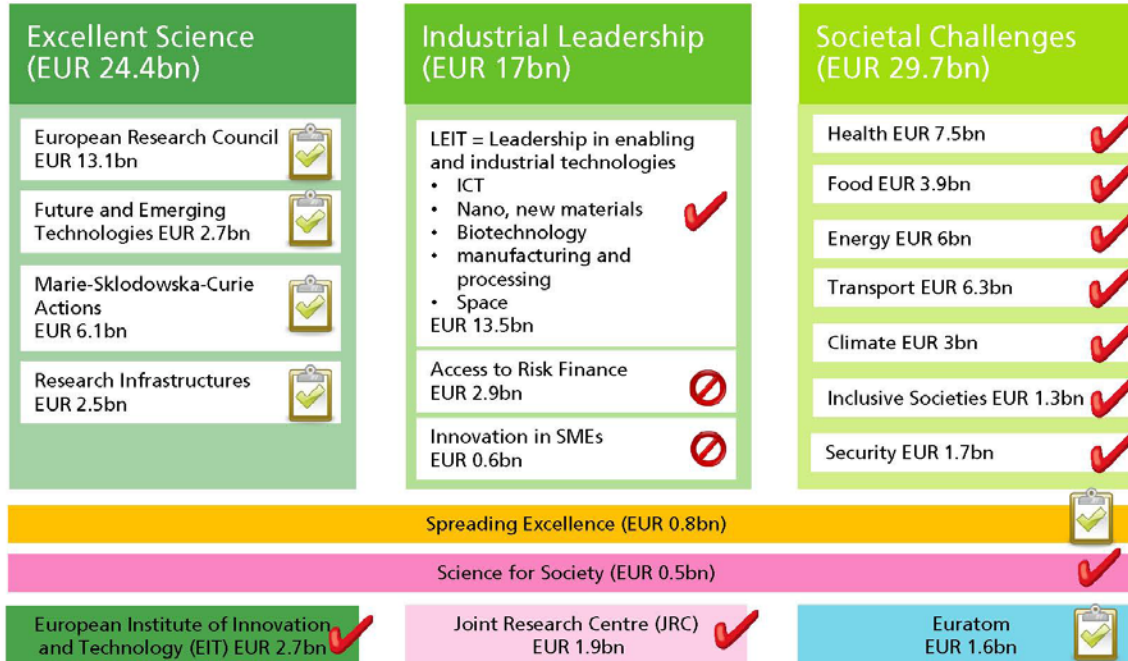 Excellent Science
(EUR 24.4bn)
European Research Council
EUR 13.1bn
Future and Emerging
Technologies EUR 2.7bn
Marie-Sklodowska-Curie
Actions
EUR 6.1bn
Research Infrastructures
EUR 2.5bn
Industrial Leadership
(EUR 17bn)
LEIT = Leadership in enabling
and industrial technologies
• ICT
• Nano, new materials
• Biotechnology
• manufacturing and
processing
• Space
EUR 13.5bn
Access to Risk Finance
EUR 2.9bn
Innovation in SMEs
EUR 0.6bn
Societal Challenges
(EUR 29.7bn)
Health EUR 7.5bn
Food EUR 3.9bn
Energy EUR 6bn
Transport EUR 6.3bn
Climate EUR 3bn
Inclusive Societies EUR 1.3bn
Security EUR 1.7bn
Spreading Excellence (EUR 0.8bn)
Science for Society (EUR 0.5bn)
European Institute of Innovation
and Technology (EIT) EUR 2.7bn
Joint Research Centre (JRC)
EUR 1.9bn
Euratom
EUR 1.6bn